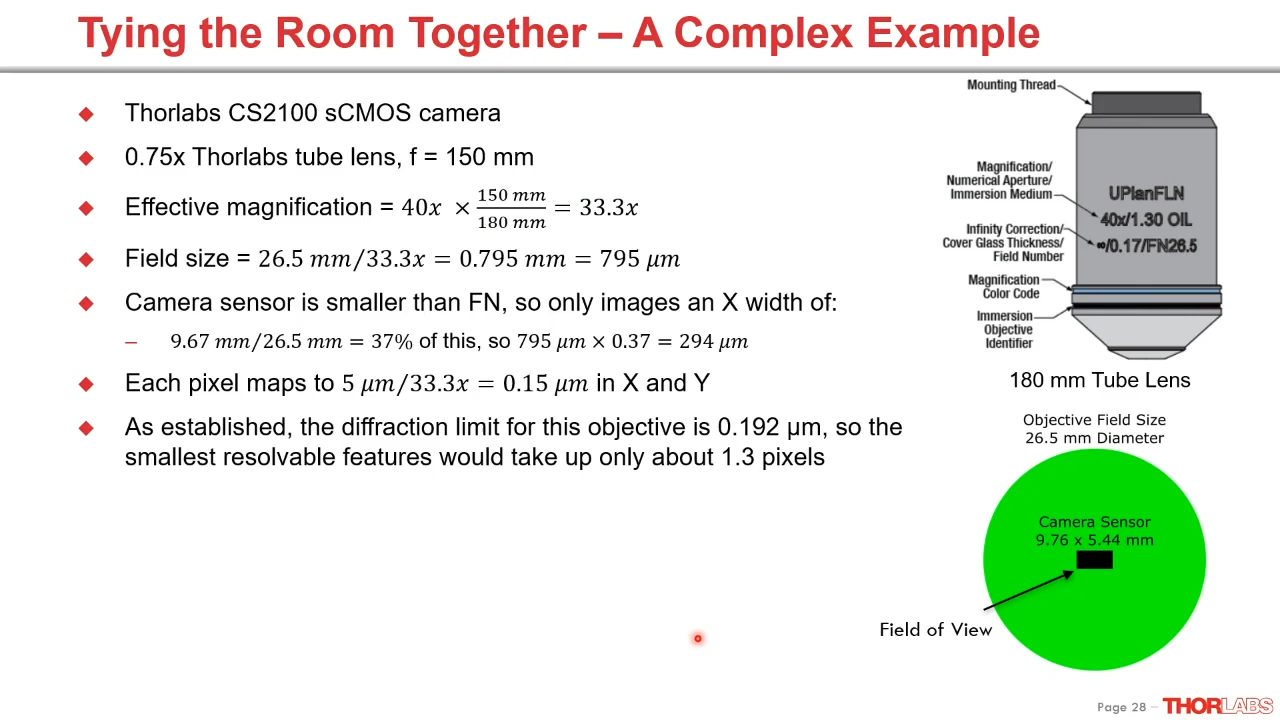 Tying the Room Together – A Complex Example
◆ Thorlabs CS2100 sCMOS camera
◆ 0.75x Thorlabs tube lens, f = 150 mm
◆ Effective magnification = 40x × 150 mm / 180 mm = 33.3x
◆ Field size = 26.5 mm/33.3x = 0.795 mm = 795 μm
◆ Camera sensor is smaller than FN, so only images an X width of:
– 9.67 mm/26.5 mm = 37% of this, so 795 μm × 0.37 = 294 μm
◆ Each pixel maps to 5 μm/33.3x = 0.15 μm in X and Y
◆ As established, the diffraction limit for this objective is 0.192 μm, so the
smallest resolvable features would take up only about 1.3 pixels
Mounting Thread
Magnification/
Numerical Aperture/
Immersion Medium
Infinity Correction/
Cover Glass Thickness/
Field Number
Magnification
Color Code
Immersion
Objective
Identifier
UPlanFLN
40x/1.30 OIL
∞/0.17/FN26.5
180 mm Tube Lens
Objective Field Size
26.5 mm Diameter
Camera Sensor
9.76 x 5.44 mm
Field of View
Page 28 – THORLABS